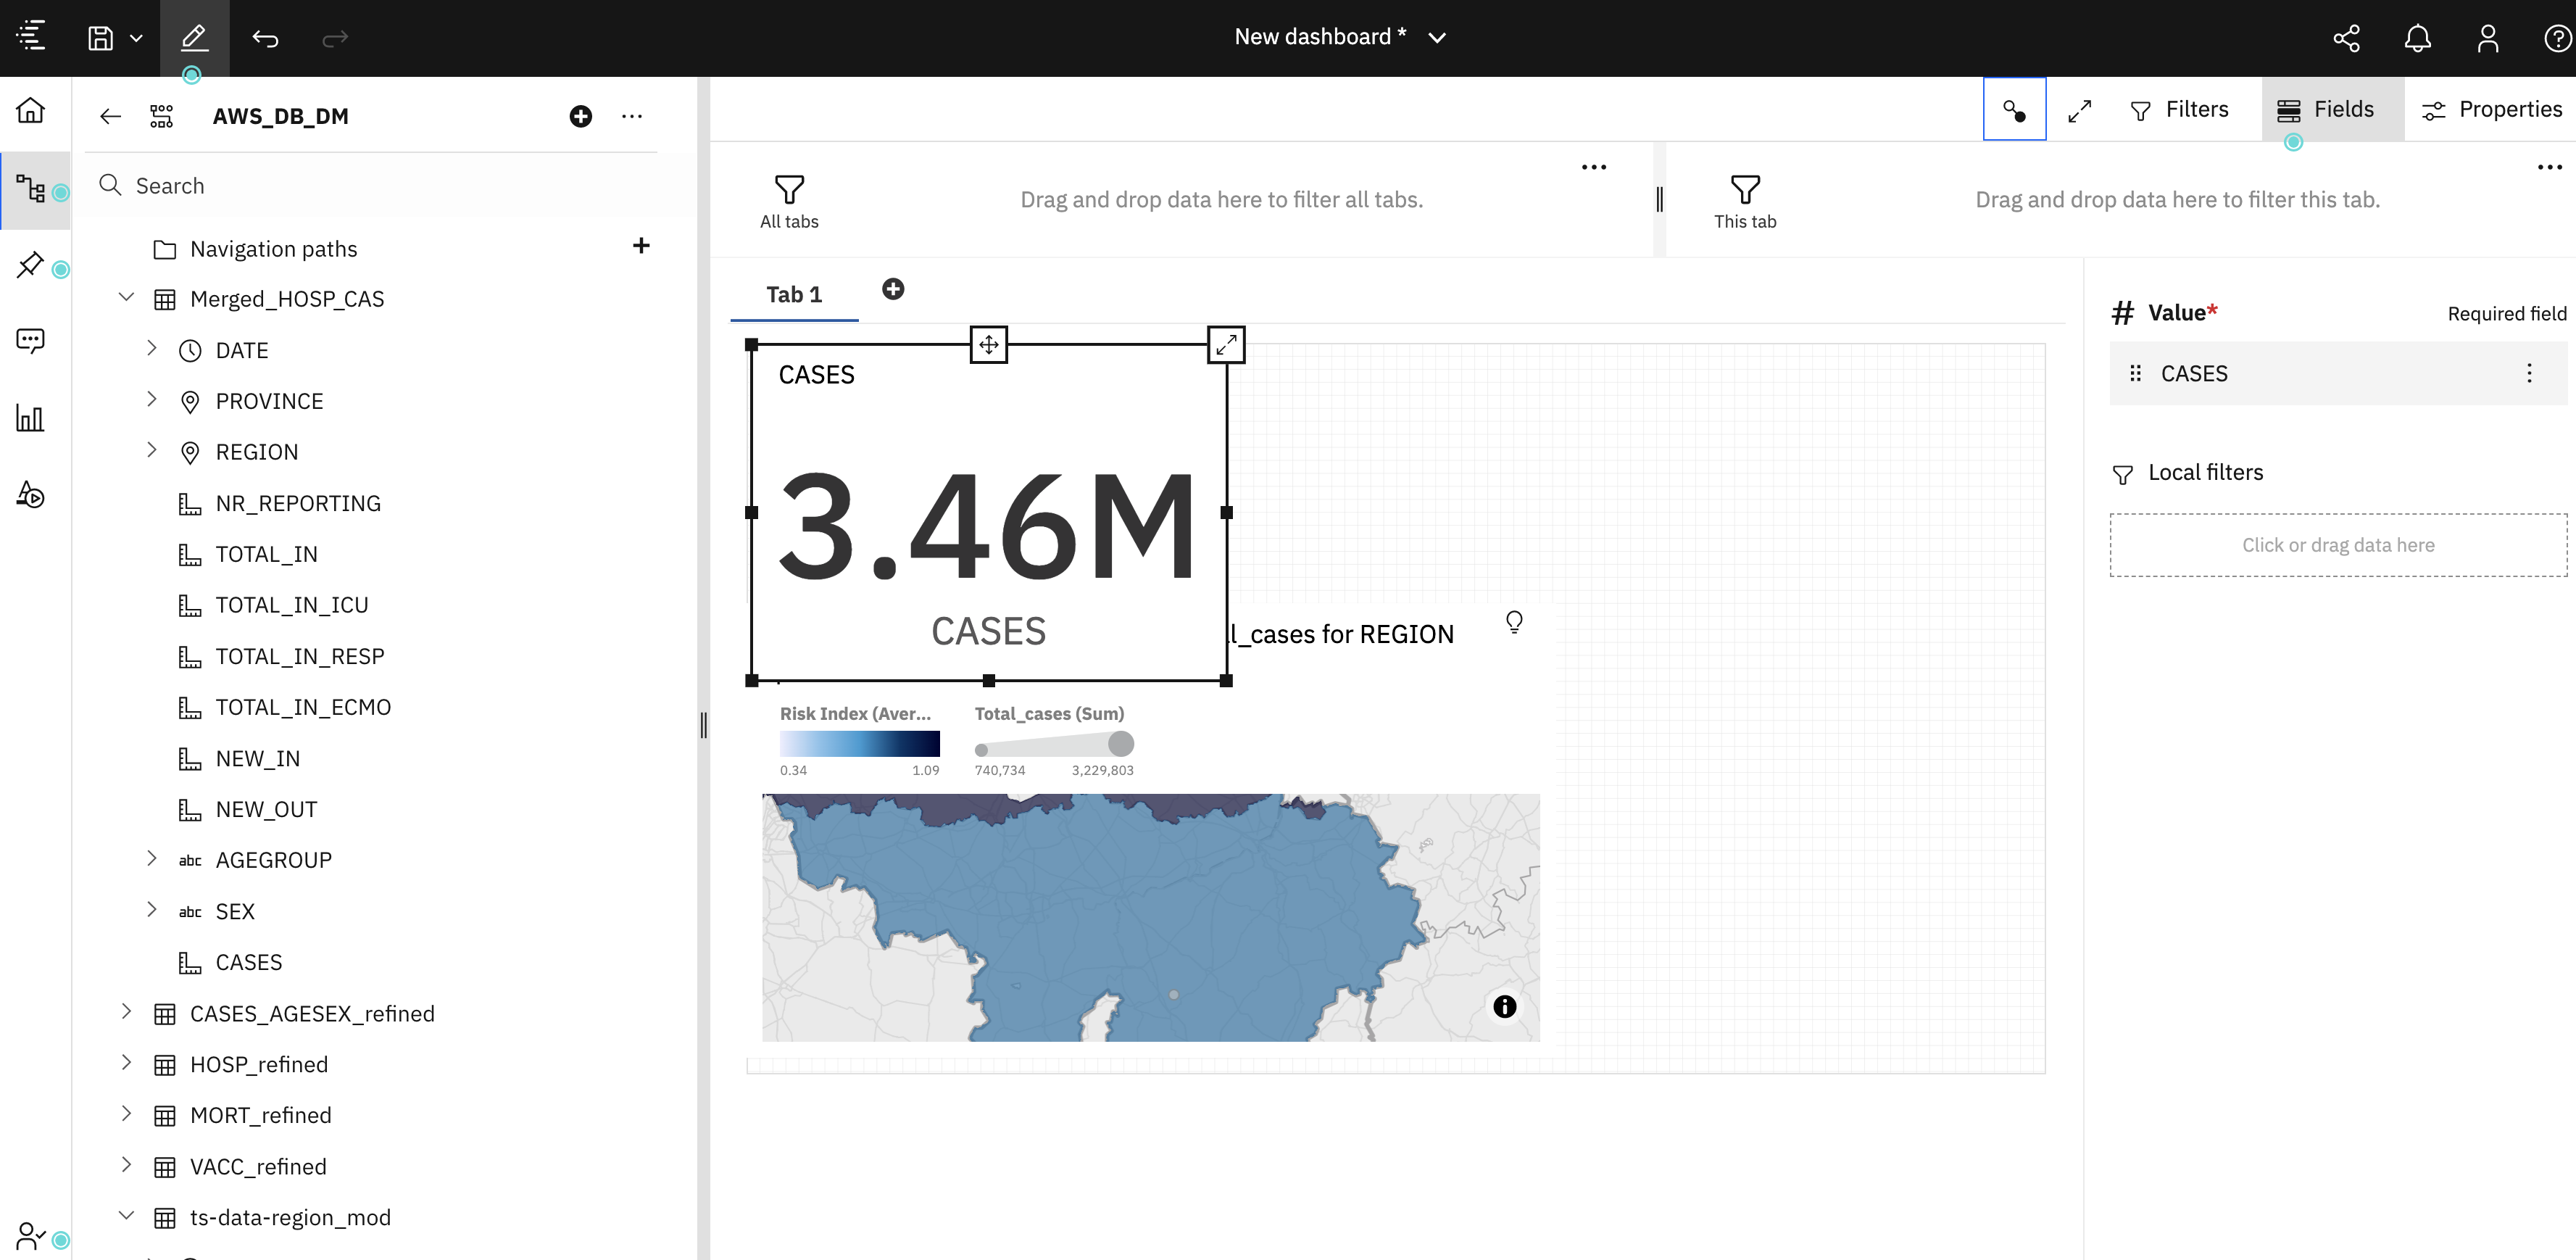 New dashboard *
AWS_DB_DM
Search
Navigation paths
Merged_HOSP_CAS
DATE
PROVINCE
REGION
NR_REPORTING
TOTAL_IN
TOTAL_IN_ICU
TOTAL_IN_RESP
TOTAL_IN_ECMO
NEW_IN
NEW_OUT
abc AGEGROUP
abc SEX
CASES
CASES_AGESEX_refined
HOSP_refined
MORT_refined
VACC_refined
ts-data-region_mod
Filters
Fields
Properties
All tabs
Drag and drop data here to filter all tabs.
This tab
Drag and drop data here to filter this tab.
Tab 1
CASES
3.46M
CASES
l_cases for REGION
Risk Index (Aver...
0.34 1.09
Total_cases (Sum)
740,734 3,229,803
# Value*
Required field
CASES
Local filters
Click or drag data here